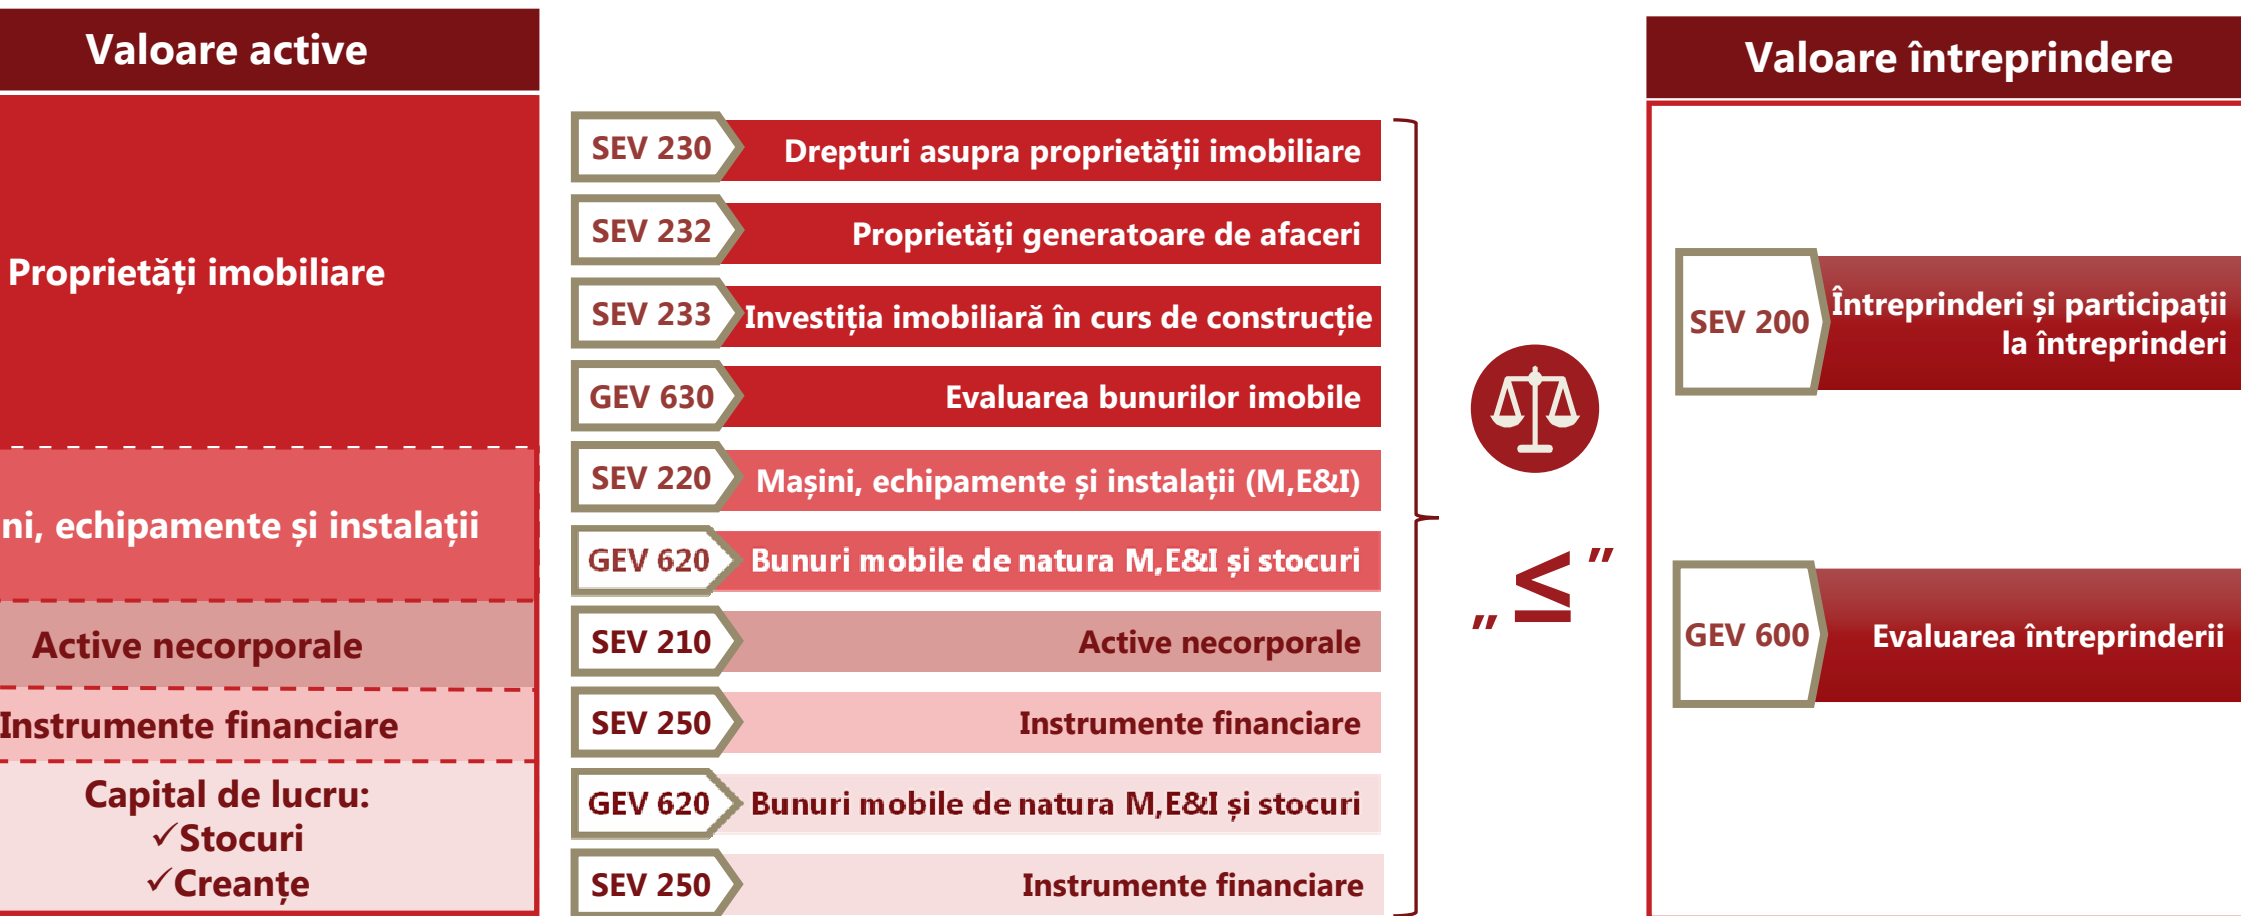 Valoare active
Proprietăți imobiliare
ni, echipamente și instalații
Active necorporale
Instrumente financiare
Capital de lucru:
✓Stocuri
✓Creanțe
SEV 230 Drepturi asupra proprietății imobiliare
SEV 232 Proprietăți generatoare de afaceri
SEV 233 Investiția imobiliară în curs de construcție
GEV 630 Evaluarea bunurilor imobile
SEV 220 Mașini, echipamente și instalații (M,E&I)
GEV 620 Bunuri mobile de natura M,E&I și stocuri
SEV 210 Active necorporale
SEV 250 Instrumente financiare
GEV 620 Bunuri mobile de natura M,E&I și stocuri
SEV 250 Instrumente financiare
„ ≤ ”
Valoare întreprindere
SEV 200 Întreprinderi și participații
la întreprinderi
GEV 600 Evaluarea întreprinderii